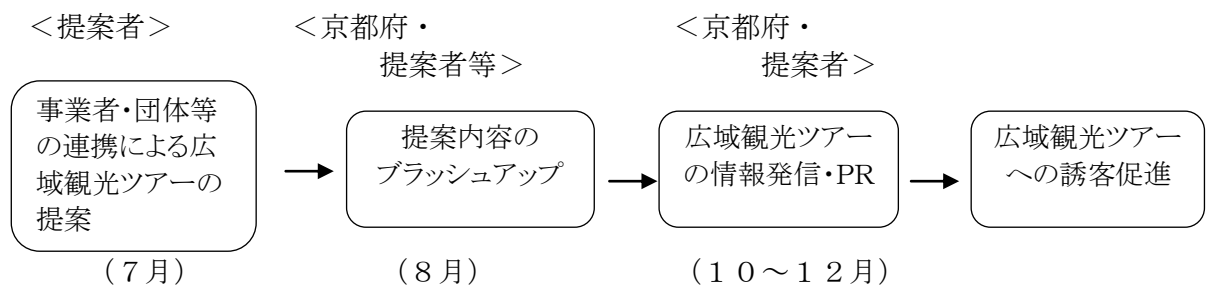 ＜提案者＞
＜京都府・
提案者等＞
＜京都府・
提案者＞
事業者・団体等
の連携による広
域観光ツアーの
提案
提案内容の
ブラッシュアップ
広域観光ツアー
の情報発信・PR
広域観光ツアー
への誘客促進
（７月）
（８月）
（１０～１２月）